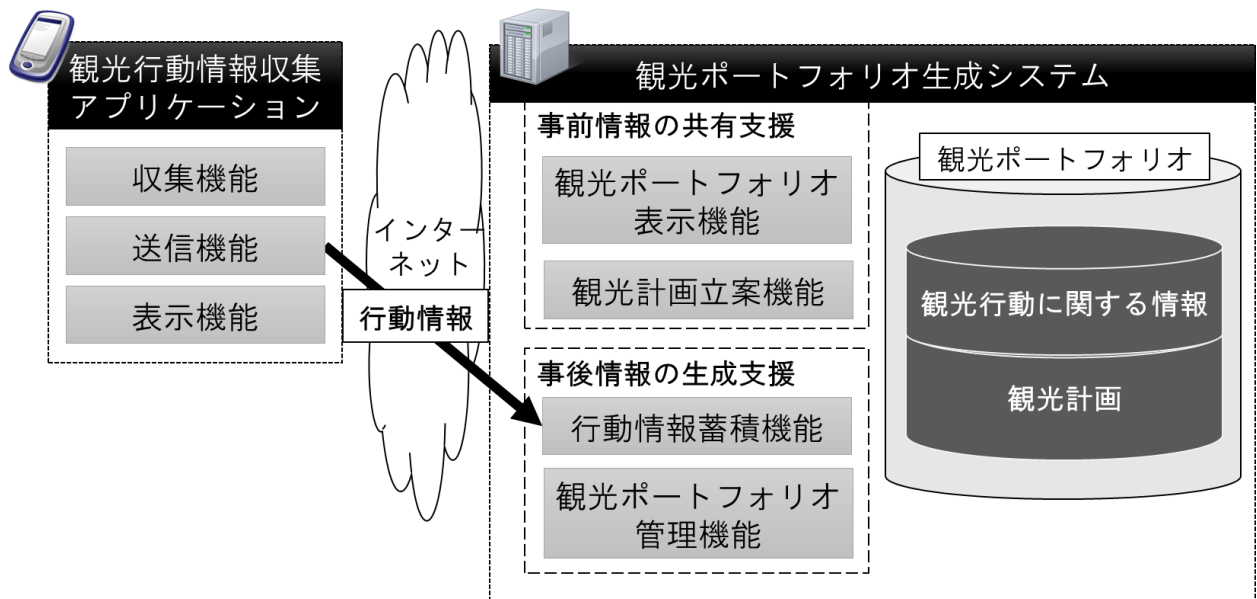 観光行動情報収集
アプリケーション
収集機能
送信機能
表示機能
インター
ネット
行動情報
観光ポートフォリオ生成システム
事前情報の共有支援
観光ポートフォリオ
表示機能
観光計画立案機能
事後情報の生成支援
行動情報蓄積機能
観光ポートフォリオ
管理機能
観光ポートフォリオ
観光行動に関する情報
観光計画